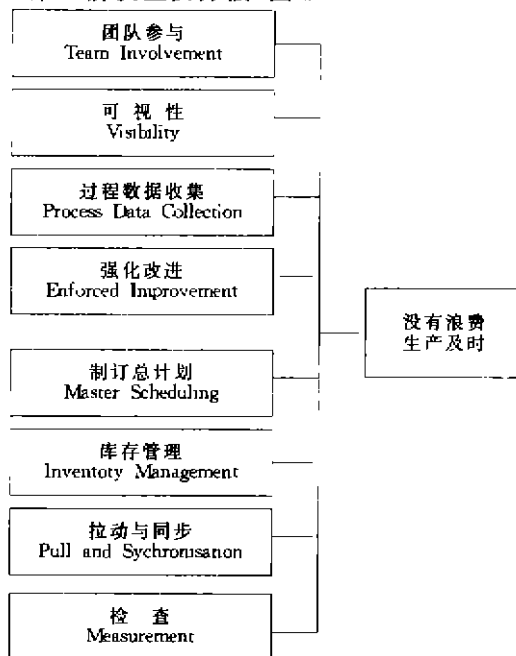 团队参与
Team Involvement
可视性
Visibility
过程数据收集
Process Data Collection
强化改进
Enforced Improvement
没有浪费
生产及时
制订总计划
Master Scheduling
库存管理
Inventory Management
拉动与同步
Pull and Sychronisation
检查
Measurement